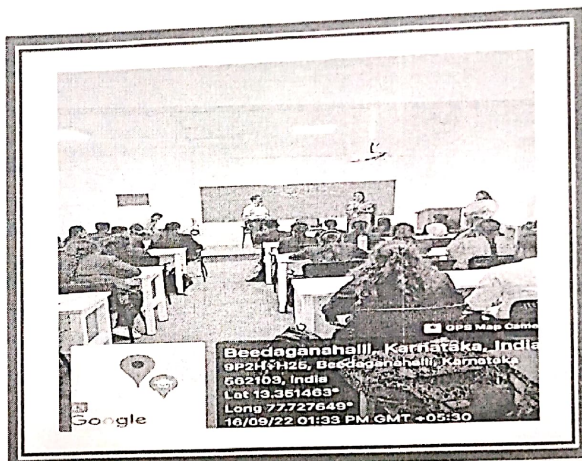 GPS Map Came
Beedaganahalli, Karnataka, India
9P2H+H25, Beedaganahalli, Karnataka
562103, India
Lat 13.351463°
Long 77.727649°
16/09/22 01:33 PM GMT +05:30
Google